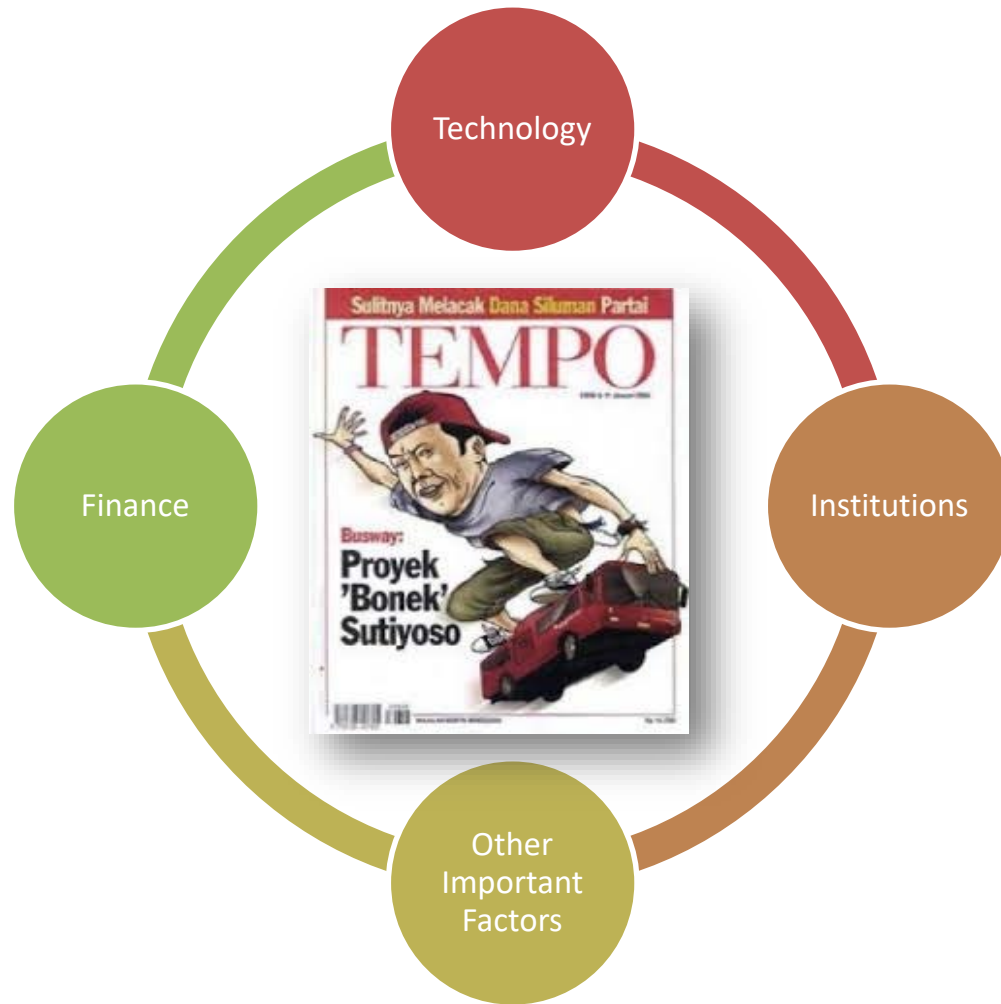 Technology
Sulitnya Melacak Dana Siluman Partai
TEMPO
Finance
Institutions
Busway:
Proyek
'Bonek'
Sutiyoso
Other
Important
Factors